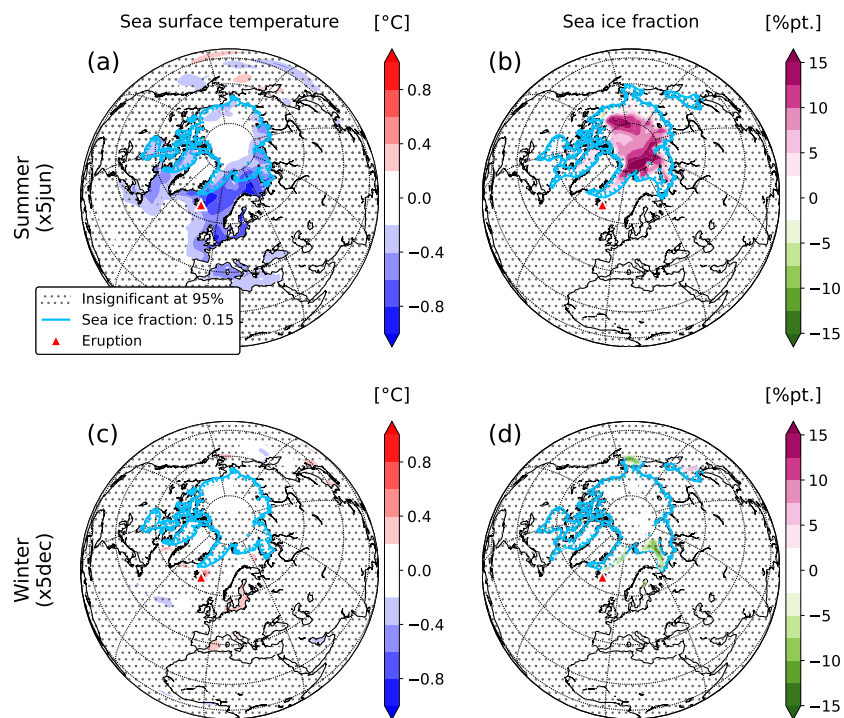 Sea surface temperature
[°C]
Sea ice fraction
[%pt.]
(a)
(b)
Summer
(x5jun)
0.8
0.4
0.0
−0.4
−0.8
15
10
5
0
−5
−10
−15
Insignificant at 95%
Sea ice fraction: 0.15
Eruption
[°C]
[%pt.]
(c)
(d)
Winter
(x5dec)
0.8
0.4
0.0
−0.4
−0.8
15
10
5
0
−5
−10
−15